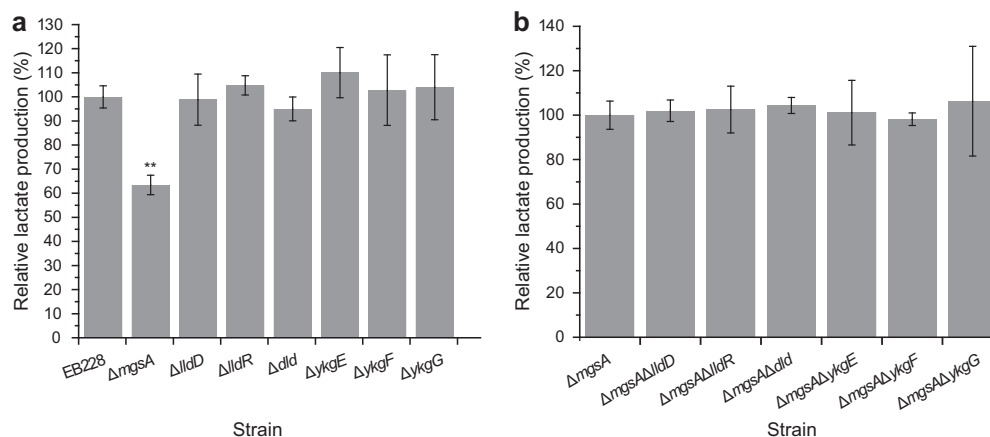 a
Relative lactate production (%)
130
120
110
100
90
80
70
60
50
40
30
20
10
0
**
EB228
ΔmgsA
ΔlldD
ΔlldR
Δdld
ΔykgE
ΔykgF
ΔykgG
Strain
b
Relative lactate production (%)
140
120
100
80
60
40
20
0
ΔmgsA
ΔmgsAΔlldD
ΔmgsAΔlldR
ΔmgsAΔdld
ΔmgsAΔykgE
ΔmgsAΔykgF
ΔmgsAΔykgG
Strain